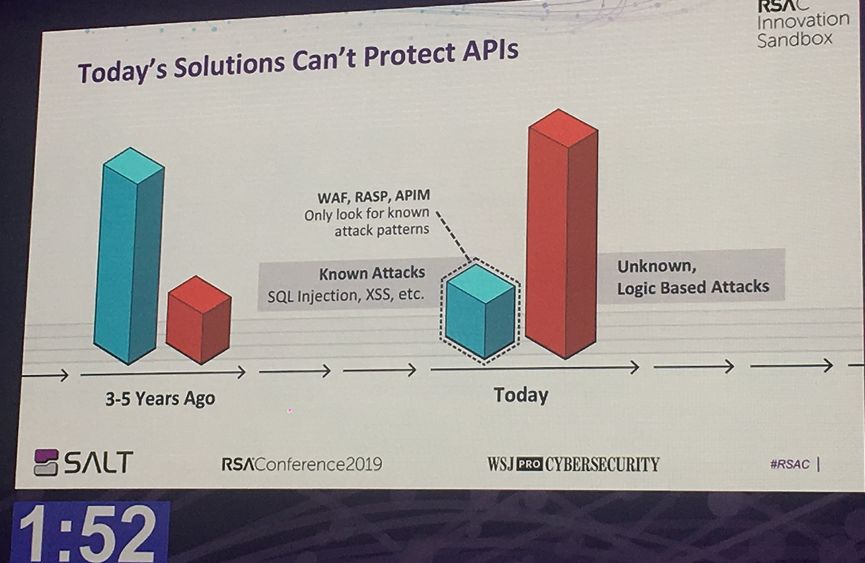 RSAC
Innovation
Sandbox
Today's Solutions Can't Protect APIs
WAF, RASP, APIM
Only look for known
attack patterns
Known Attacks
SQL Injection, XSS, etc.
Unknown,
Logic Based Attacks
3-5 Years Ago
Today
SALT
RSAConference2019
WSJ PRO CYBERSECURITY
#RSAC |
1:52